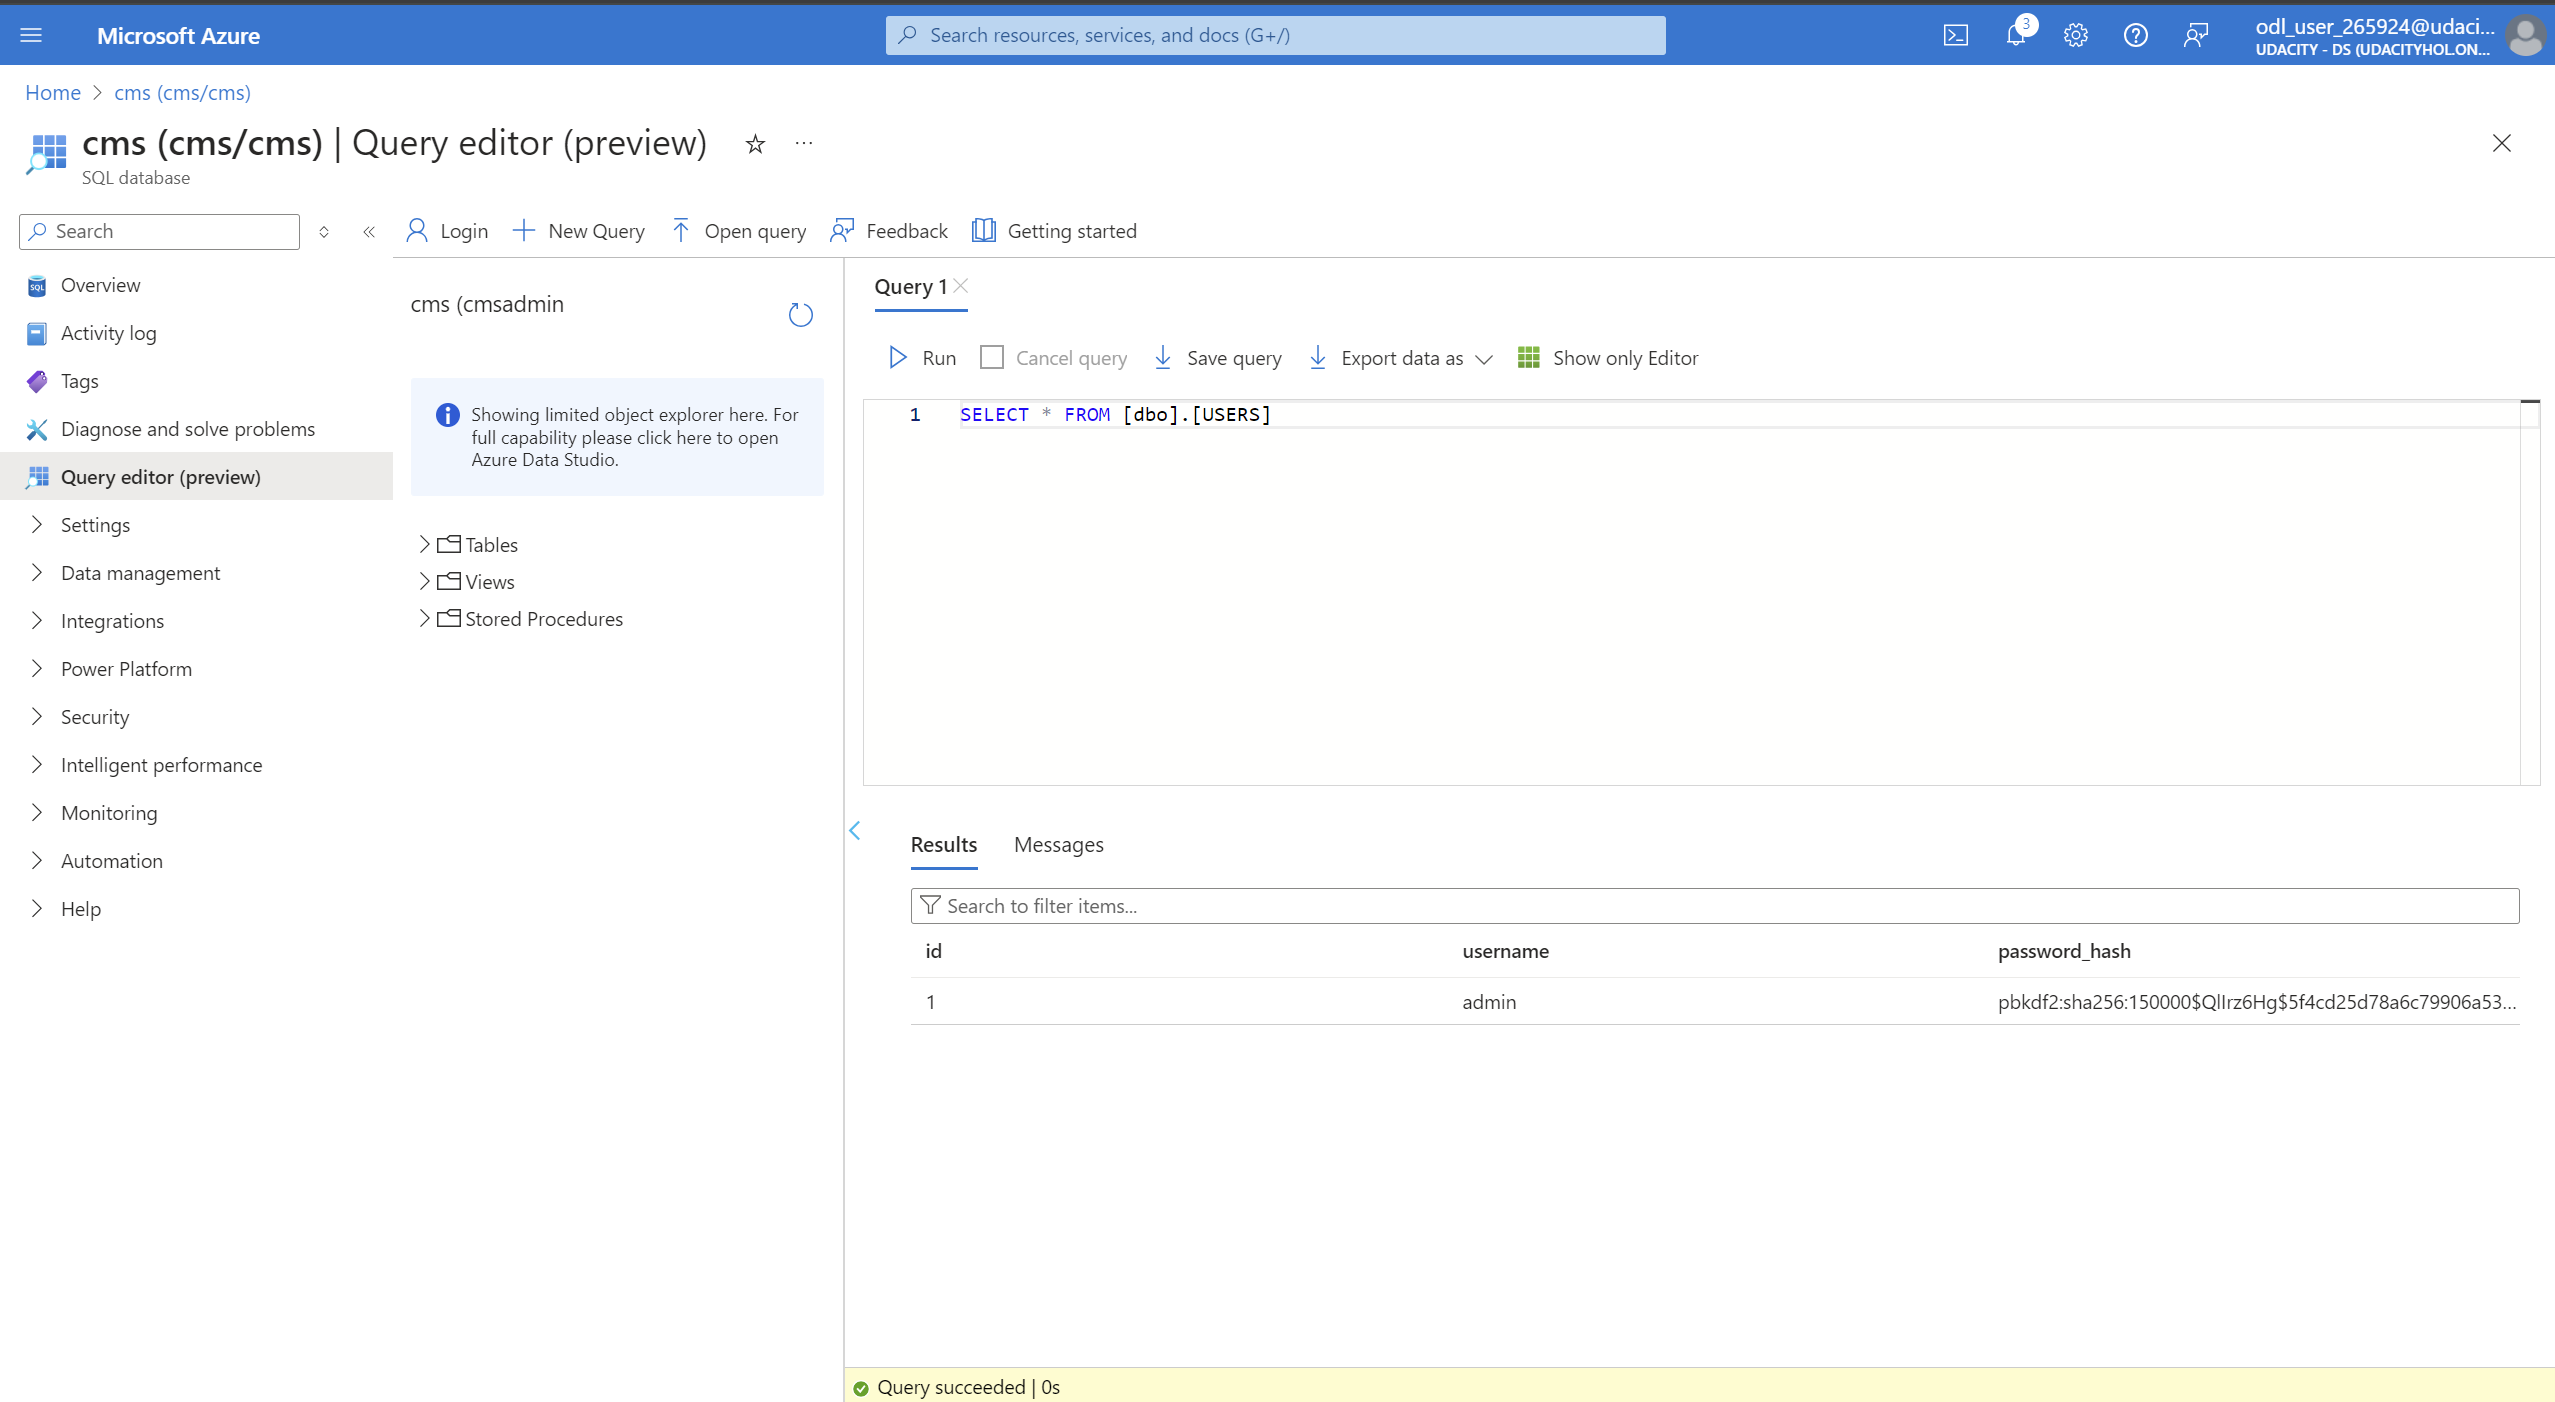 Microsoft Azure
Search resources, services, and docs (G+/)
3
odl_user_265924@udaci...
UDACITY - DS (UDACITYHOL.ON...
Home > cms (cms/cms)
cms (cms/cms) | Query editor (preview)
SQL database
Search
Login
New Query
Open query
Feedback
Getting started
Overview
Activity log
Tags
Diagnose and solve problems
Query editor (preview)
Settings
Data management
Integrations
Power Platform
Security
Intelligent performance
Monitoring
Automation
Help
cms (cmsadmin
Showing limited object explorer here. For
full capability please click here to open
Azure Data Studio.
Tables
Views
Stored Procedures
Query 1
Run
Cancel query
Save query
Export data as
Show only Editor
1 SELECT * FROM [dbo].[USERS]
Results
Messages
Search to filter items...
id username password_hash
1 admin pbkdf2:sha256:150000$QlIrz6Hg$5f4cd25d78a6c79906a53...
Query succeeded | 0s